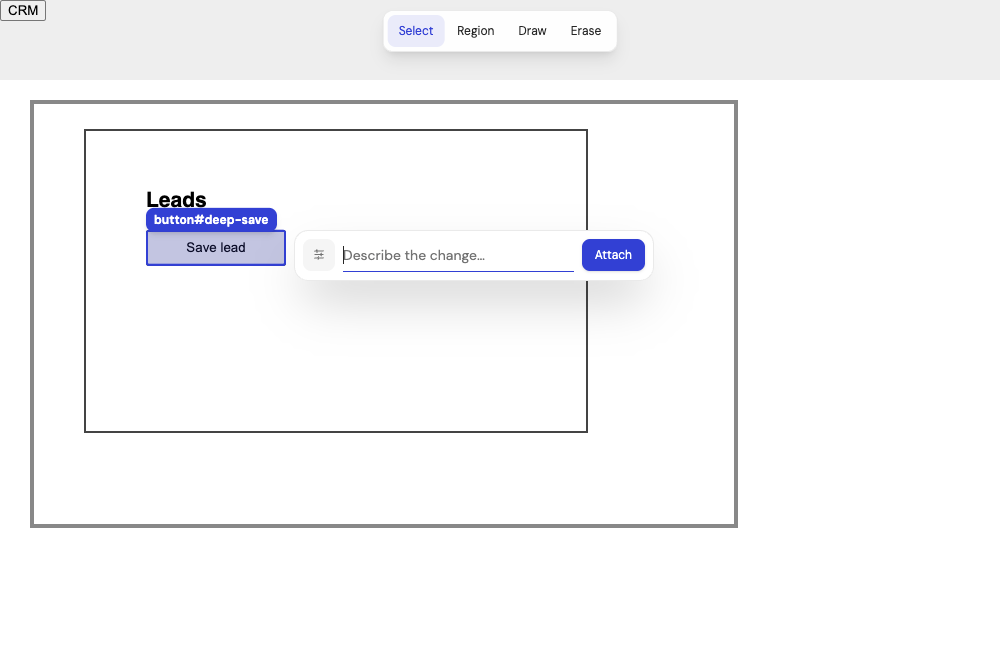 CRM
Select
Region
Draw
Erase
Leads
button#deep-save
Save lead
Describe the change...
Attach